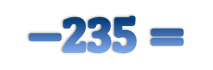 –235 =